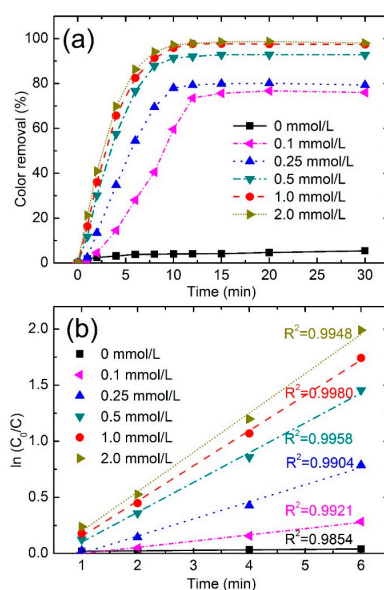 (a)
100
80
60
40
20
0
Color removal (%)
0 mmol/L
0.1 mmol/L
0.25 mmol/L
0.5 mmol/L
1.0 mmol/L
2.0 mmol/L
0 5 10 15 20 25 30
Time (min)
(b)
2.0
1.5
1.0
0.5
0.0
ln (C₀/C)
0 mmol/L
0.1 mmol/L
0.25 mmol/L
0.5 mmol/L
1.0 mmol/L
2.0 mmol/L
R²=0.9948
R²=0.9980
R²=0.9958
R²=0.9904
R²=0.9921
R²=0.9854
1 2 3 4 5 6
Time (min)